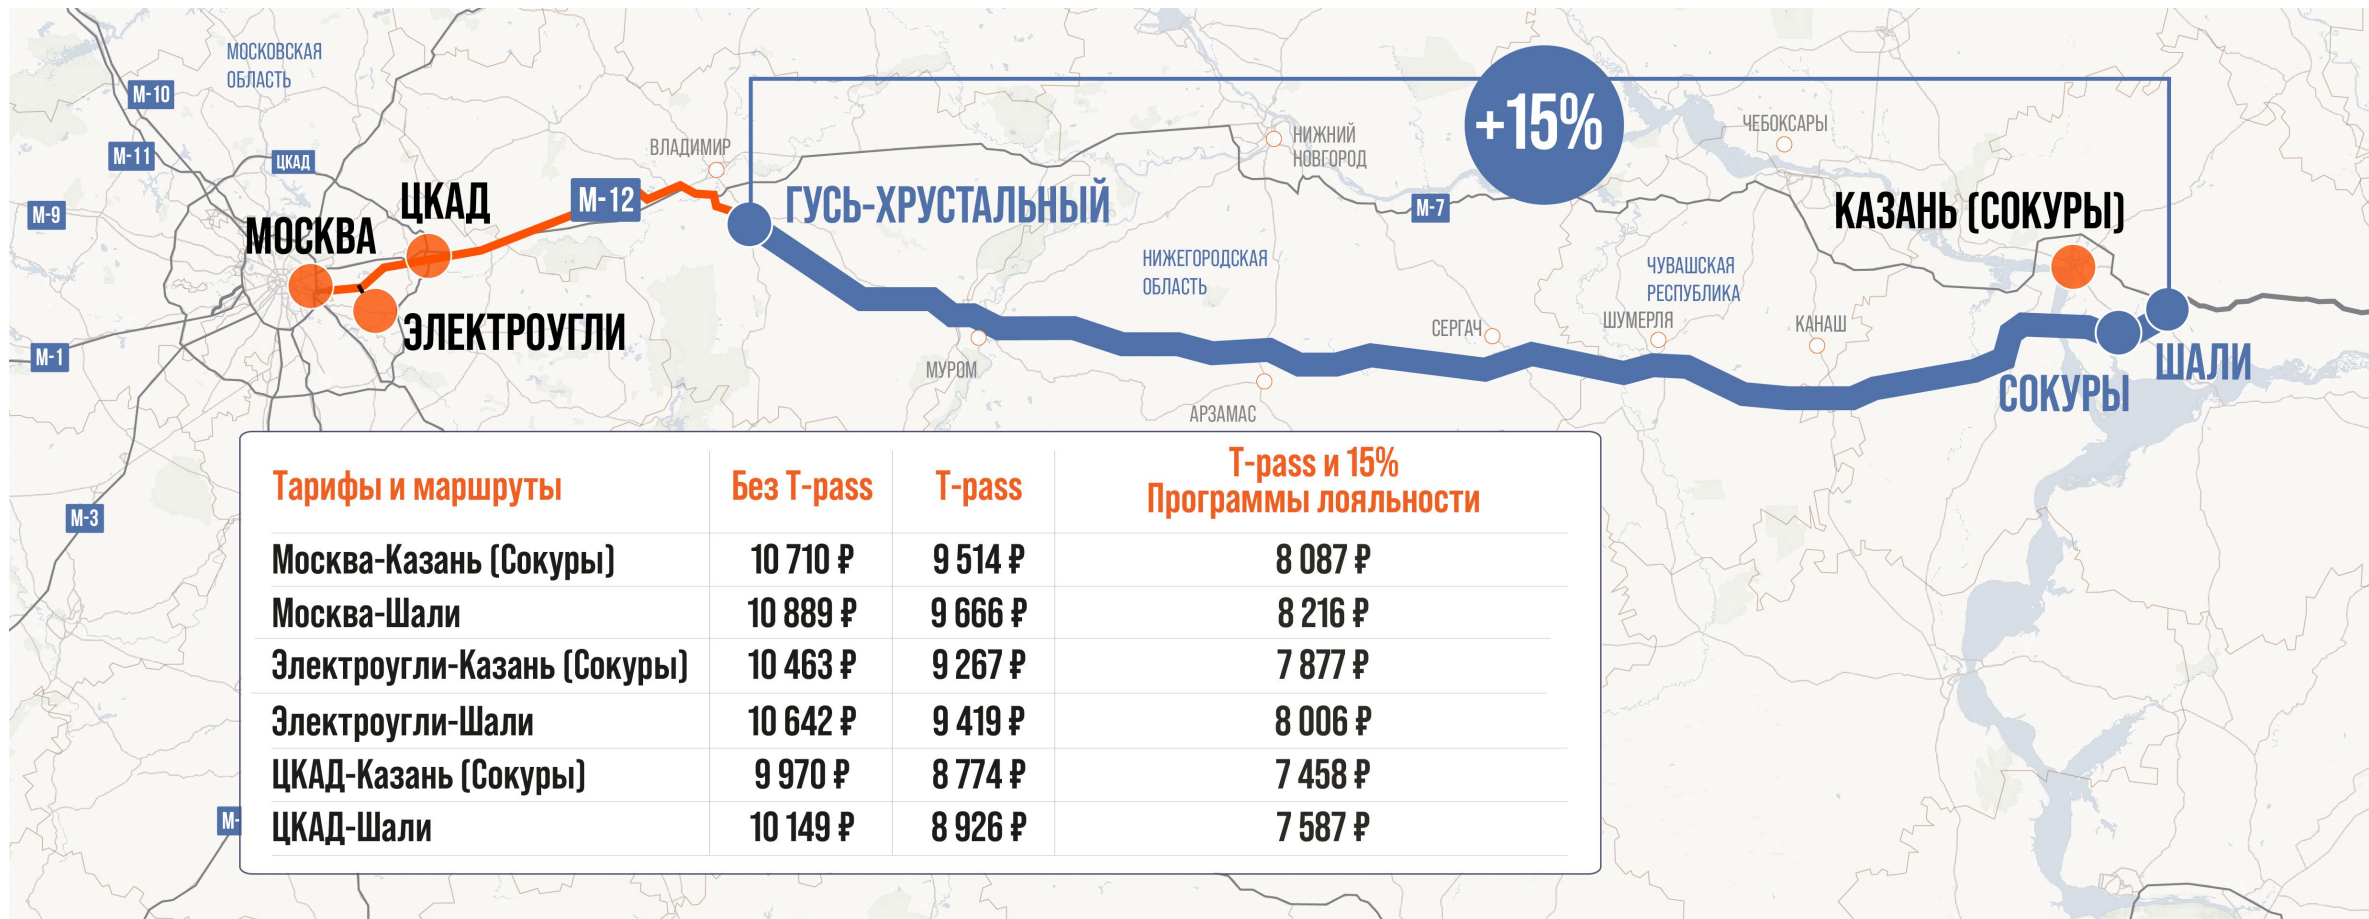 МОСКОВСКАЯ
ОБЛАСТЬ
М-10
М-11
ЦКАД
М-9
М-1
М-3
М-
МОСКВА
ЦКАД
ЭЛЕКТРОУГЛИ
М-12
ВЛАДИМИР
ГУСЬ-ХРУСТАЛЬНЫЙ
+15%
НИЖНИЙ
НОВГОРОД
М-7
ЧЕБОКСАРЫ
КАЗАНЬ (СОКУРЫ)
НИЖЕГОРОДСКАЯ
ОБЛАСТЬ
ЧУВАШСКАЯ
РЕСПУБЛИКА
МУРОМ
АРЗАМАС
СЕРГАЧ
ШУМЕРЛЯ
КАНАШ
СОКУРЫ
ШАЛИ
Тарифы и маршруты Без T-pass T-pass T-pass и 15%
Программы лояльности
Москва-Казань (Сокуры) 10 710 ₽ 9 514 ₽ 8 087 ₽
Москва-Шали 10 889 ₽ 9 666 ₽ 8 216 ₽
Электроугли-Казань (Сокуры) 10 463 ₽ 9 267 ₽ 7 877 ₽
Электроугли-Шали 10 642 ₽ 9 419 ₽ 8 006 ₽
ЦКАД-Казань (Сокуры) 9 970 ₽ 8 774 ₽ 7 458 ₽
ЦКАД-Шали 10 149 ₽ 8 926 ₽ 7 587 ₽